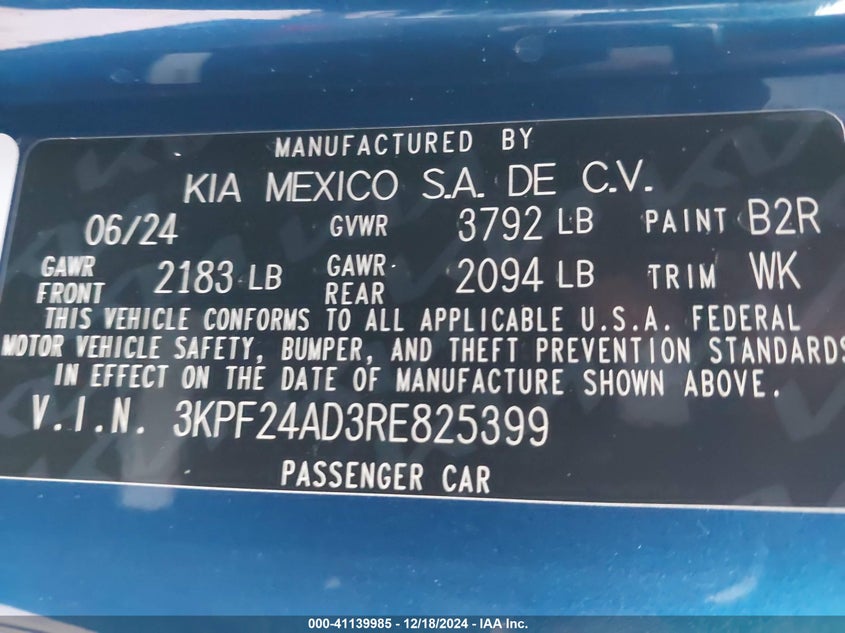 MANUFACTURED BY
KIA MEXICO S.A. DE C.V.
06/24 GVWR 3792 LB PAINT B2R
GAWR FRONT 2183 LB GAWR REAR 2094 LB TRIM WK
THIS VEHICLE CONFORMS TO ALL APPLICABLE U.S.A. FEDERAL
MOTOR VEHICLE SAFETY, BUMPER, AND THEFT PREVENTION STANDARDS
IN EFFECT ON THE DATE OF MANUFACTURE SHOWN ABOVE.
V.I.N. 3KPF24AD3RE825399
PASSENGER CAR
000-41139985 - 12/18/2024 - IAA Inc.